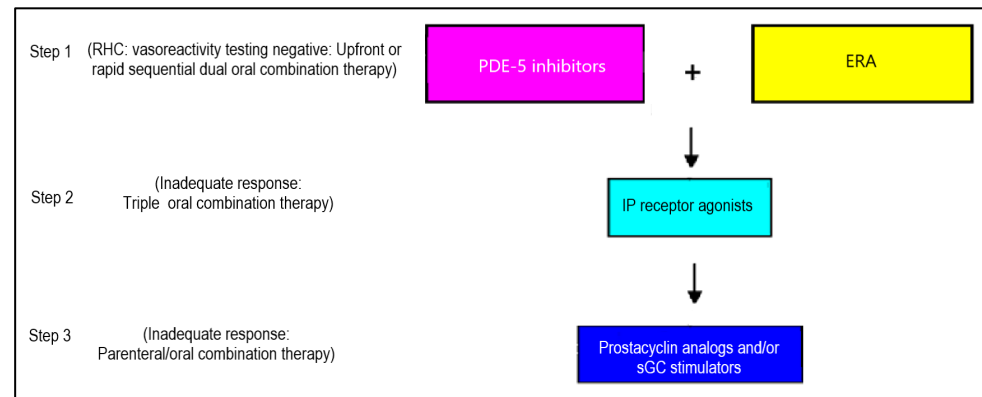 Step 1
(RHC: vasoreactivity testing negative: Upfront or
rapid sequential dual oral combination therapy)
PDE-5 inhibitors
+
ERA
Step 2
(Inadequate response:
Triple oral combination therapy)
IP receptor agonists
Step 3
(Inadequate response:
Parenteral/oral combination therapy)
Prostacyclin analogs and/or
sGC stimulators